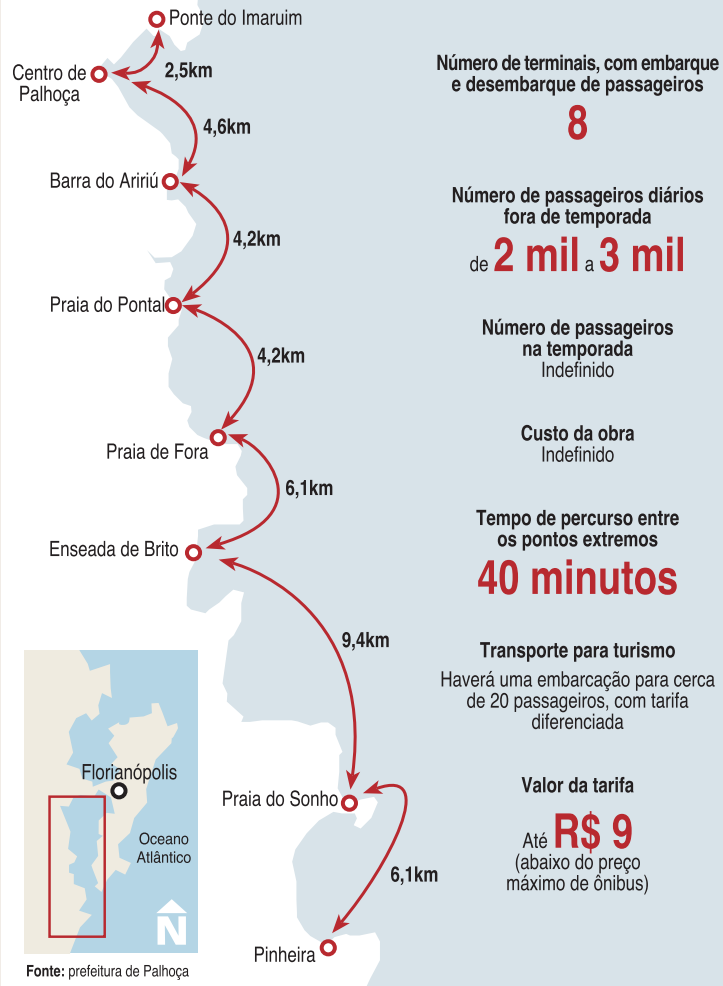 Ponte do Imaruim
2,5km
Centro de
Palhoça
4,6km
Barra do Aririú
4,2km
Praia do Pontal
4,2km
Praia de Fora
6,1km
Enseada de Brito
9,4km
Praia do Sonho
6,1km
Pinheira
Número de terminais, com embarque
e desembarque de passageiros
8
Número de passageiros diários
fora de temporada
de 2 mil a 3 mil
Número de passageiros
na temporada
Indefinido
Custo da obra
Indefinido
Tempo de percurso entre
os pontos extremos
40 minutos
Transporte para turismo
Haverá uma embarcação para cerca
de 20 passageiros, com tarifa
diferenciada
Valor da tarifa
Até R$ 9
(abaixo do preço
máximo de ônibus)
Florianópolis
Oceano
Atlântico
N
Fonte: prefeitura de Palhoça